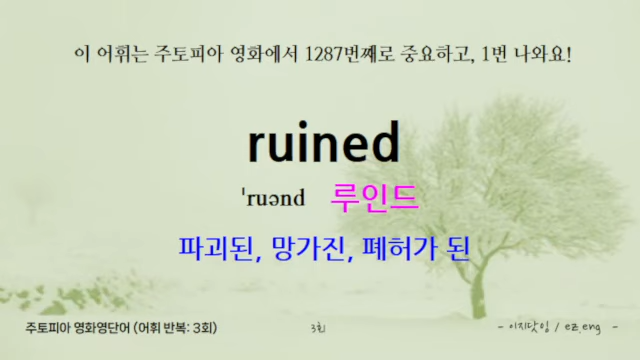 이 어휘는 주토피아 영화에서 1287번째로 중요하고, 1번 나와요!
ruined
ˈruənd 루인드
파괴된, 망가진, 폐허가 된
주토피아 영화영단어 (어휘 반복: 3회) 3회 - 이지닷잉 / ez.eng -